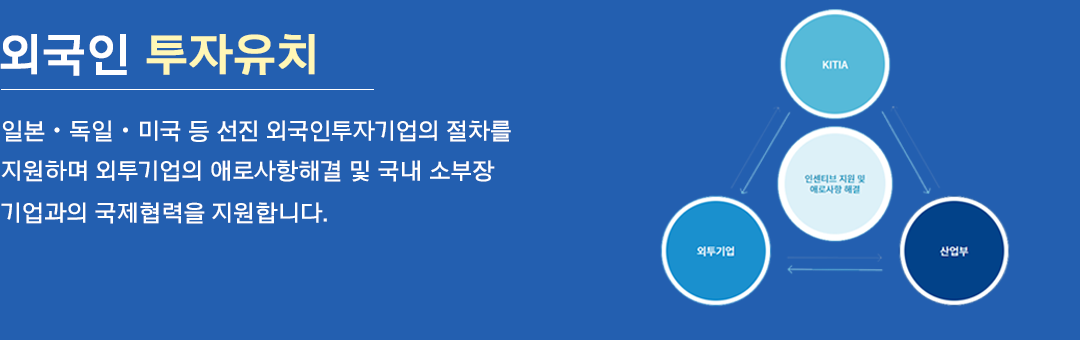 외국인 투자유치
일본・독일・미국 등 선진 외국인투자기업의 절차를
지원하며 외투기업의 애로사항해결 및 국내 소부장
기업과의 국제협력을 지원합니다.
KITIA
인센티브 지원 및
애로사항 해결
외투기업
산업부